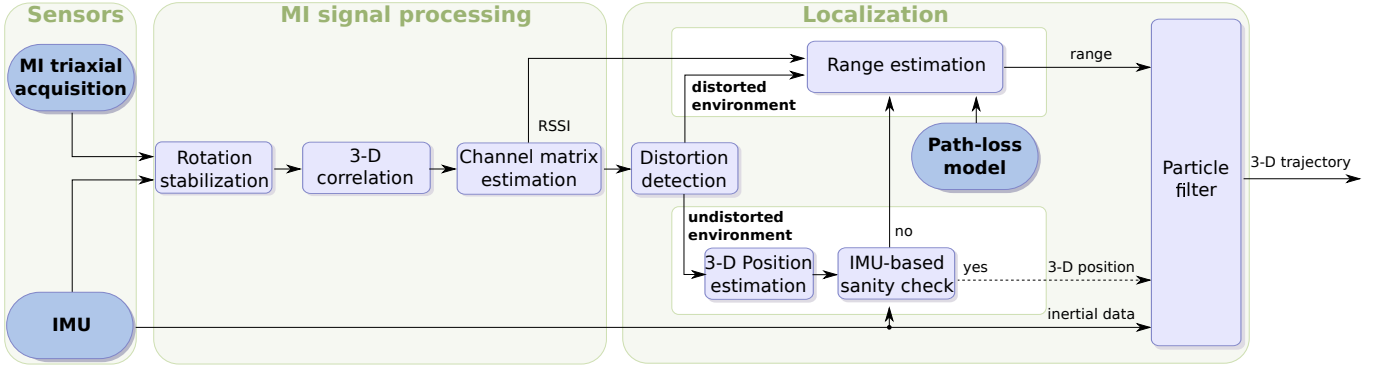 Sensors
MI signal processing
Localization
MI triaxial
acquisition
IMU
Rotation
stabilization
3-D
correlation
Channel matrix
estimation
RSSI
Distortion
detection
distorted
environment
undistorted
environment
Range estimation
Path-loss
model
3-D Position
estimation
IMU-based
sanity check
no
yes
range
3-D position
inertial data
Particle
filter
3-D trajectory